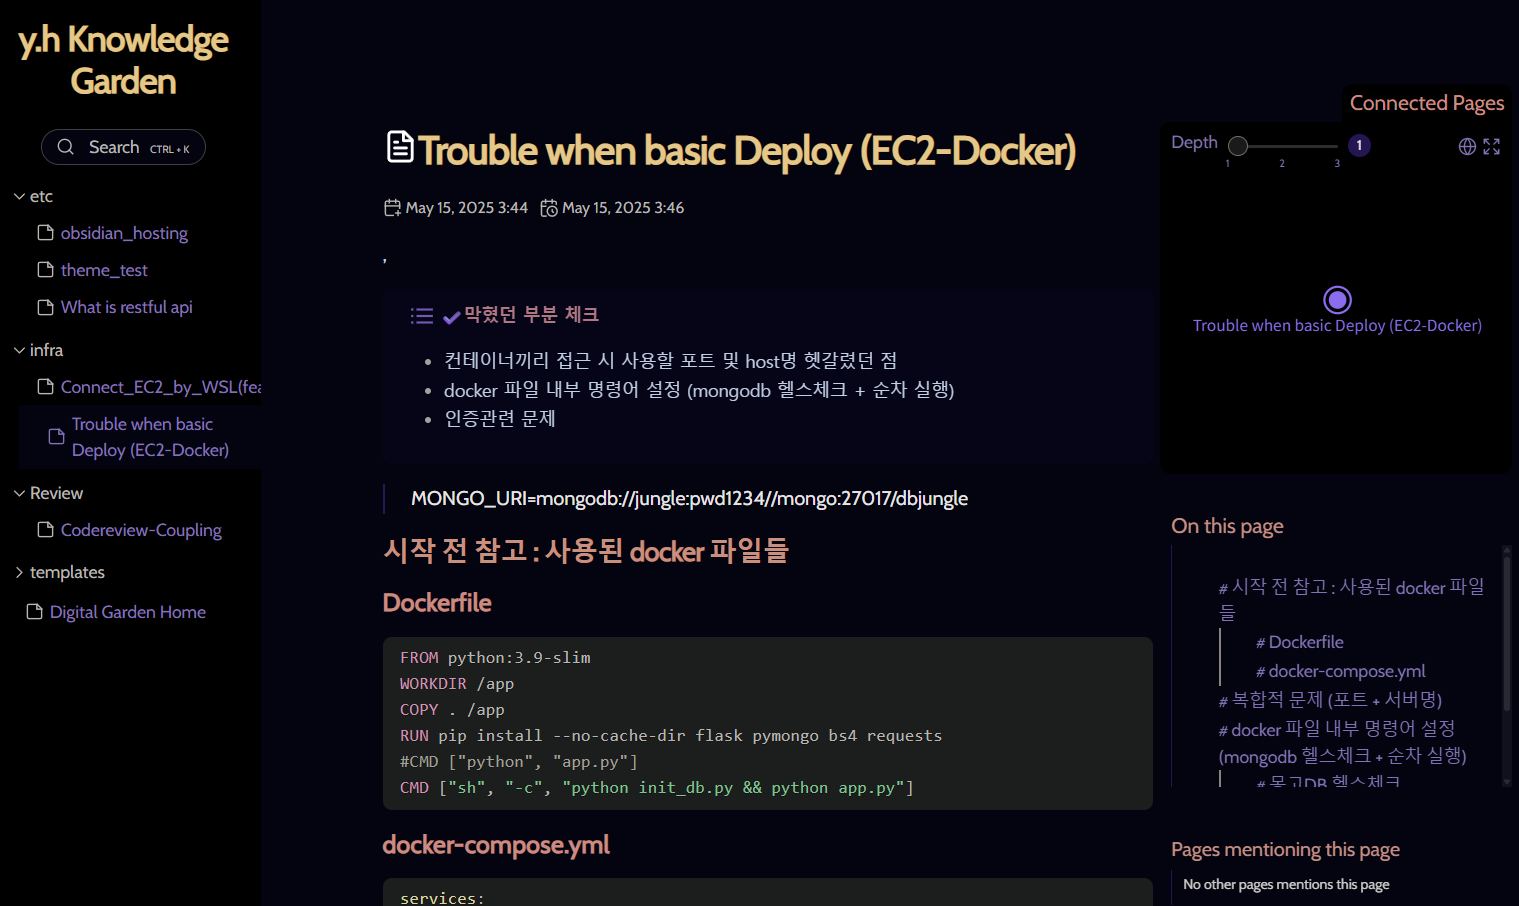 y.h Knowledge
Garden
Search CTRL + K
etc
obsidian_hosting
theme_test
What is restful api
infra
Connect_EC2_by_WSL(fea
Trouble when basic
Deploy (EC2-Docker)
Review
Codereview-Coupling
templates
Digital Garden Home
Trouble when basic Deploy (EC2-Docker)
May 15, 2025 3:44 May 15, 2025 3:46
,
막혔던 부분 체크
• 컨테이너끼리 접근 시 사용할 포트 및 host명 헷갈렸던 점
• docker 파일 내부 명령어 설정 (mongodb 헬스체크 + 순차 실행)
• 인증관련 문제
MONGO_URI=mongodb://jungle:pwd1234//mongo:27017/dbjungle
시작 전 참고 : 사용된 docker 파일들
Dockerfile
FROM python:3.9-slim
WORKDIR /app
COPY . /app
RUN pip install --no-cache-dir flask pymongo bs4 requests
#CMD ["python", "app.py"]
CMD ["sh", "-c", "python init_db.py && python app.py"]
docker-compose.yml
services:
Connected Pages
Depth 1
1 2 3
Trouble when basic Deploy (EC2-Docker)
On this page
# 시작 전 참고 : 사용된 docker 파일
들
# Dockerfile
# docker-compose.yml
# 복합적 문제 (포트 + 서버명)
# docker 파일 내부 명령어 설정
(mongodb 헬스체크 + 순차 실행)
# 몽고DB 헬스체크
Pages mentioning this page
No other pages mentions this page